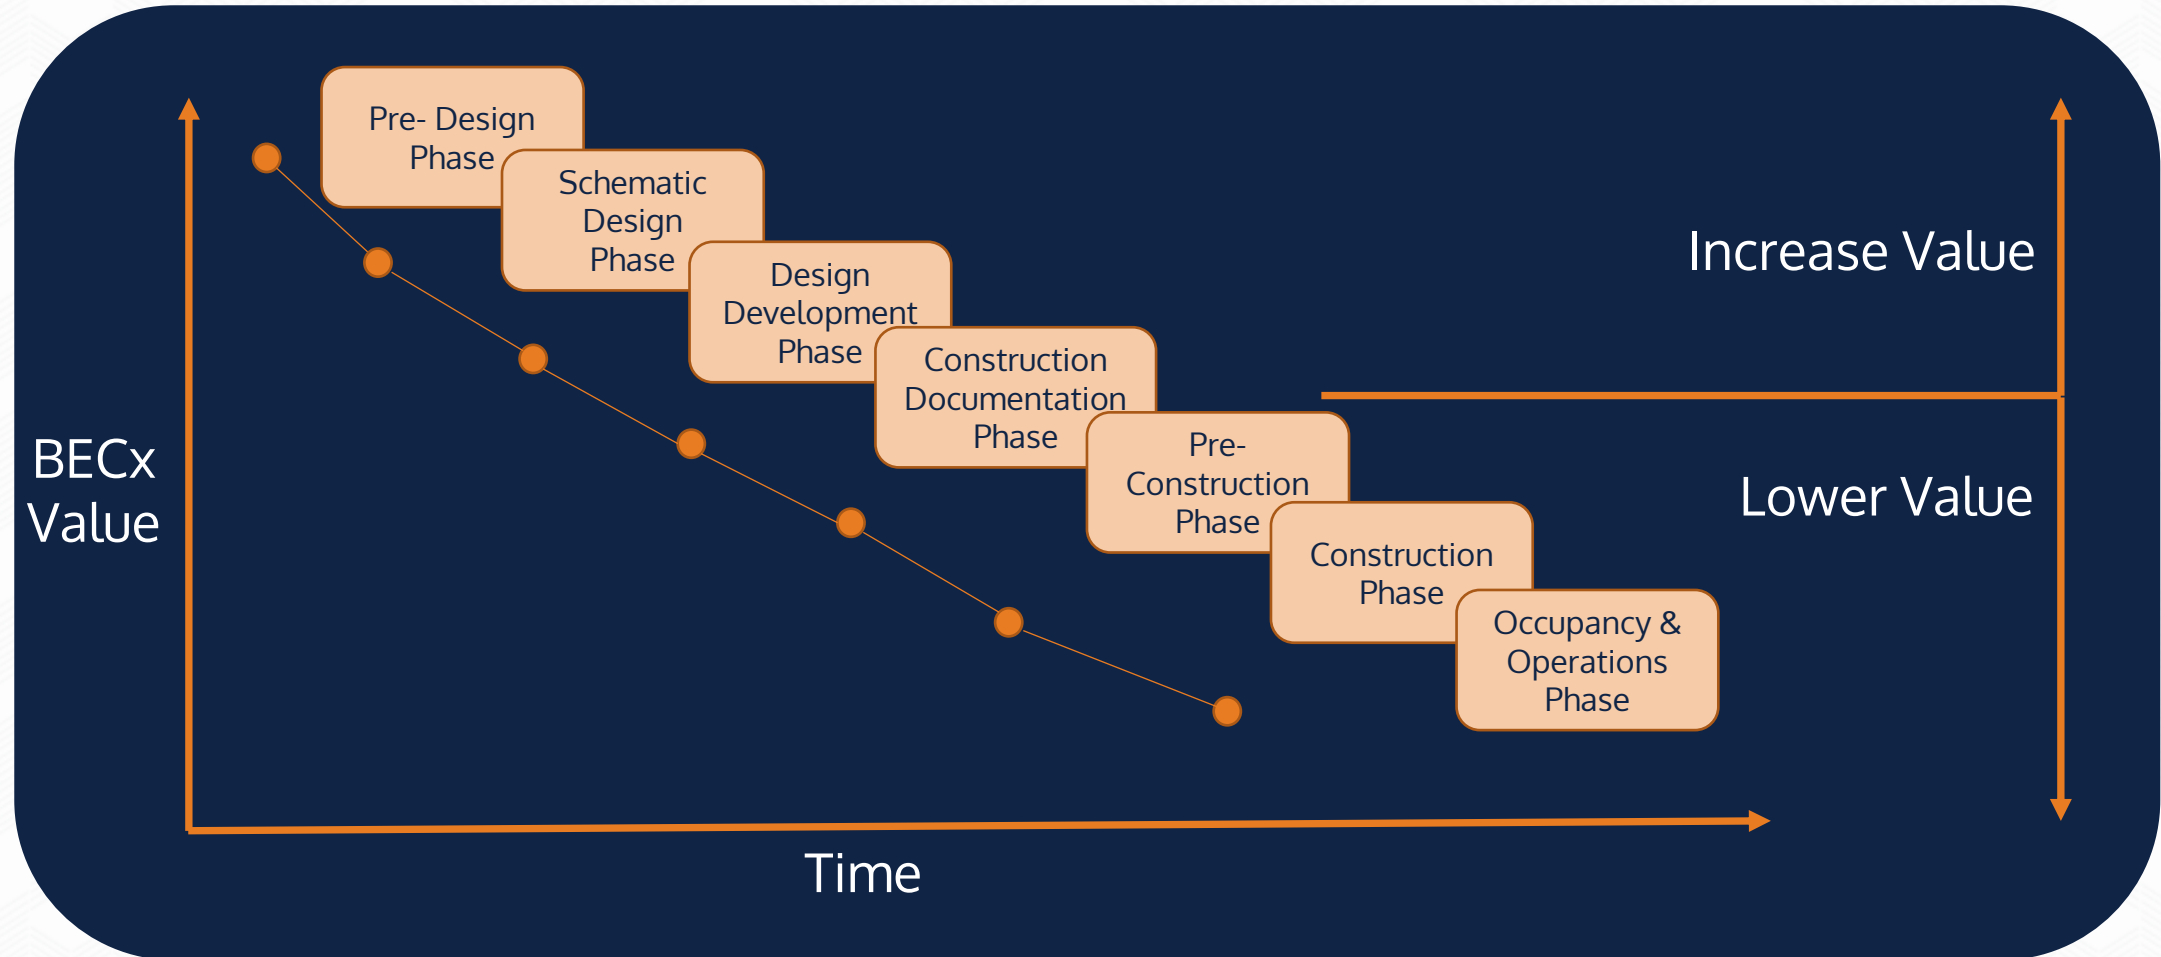 Pre- Design
Phase
Schematic
Design
Phase
Design
Development
Phase
Construction
Documentation
Phase
Pre-
Construction
Phase
Construction
Phase
Occupancy &
Operations
Phase
Increase Value
Lower Value
BECx
Value
Time